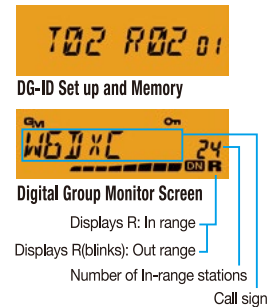 T02 R02 01
DG-ID Set up and Memory
GM
W6DXC 24
DN R
Digital Group Monitor Screen
Displays R: In range
Displays R(blinks): Out range
Number of In-range stations
Call sign